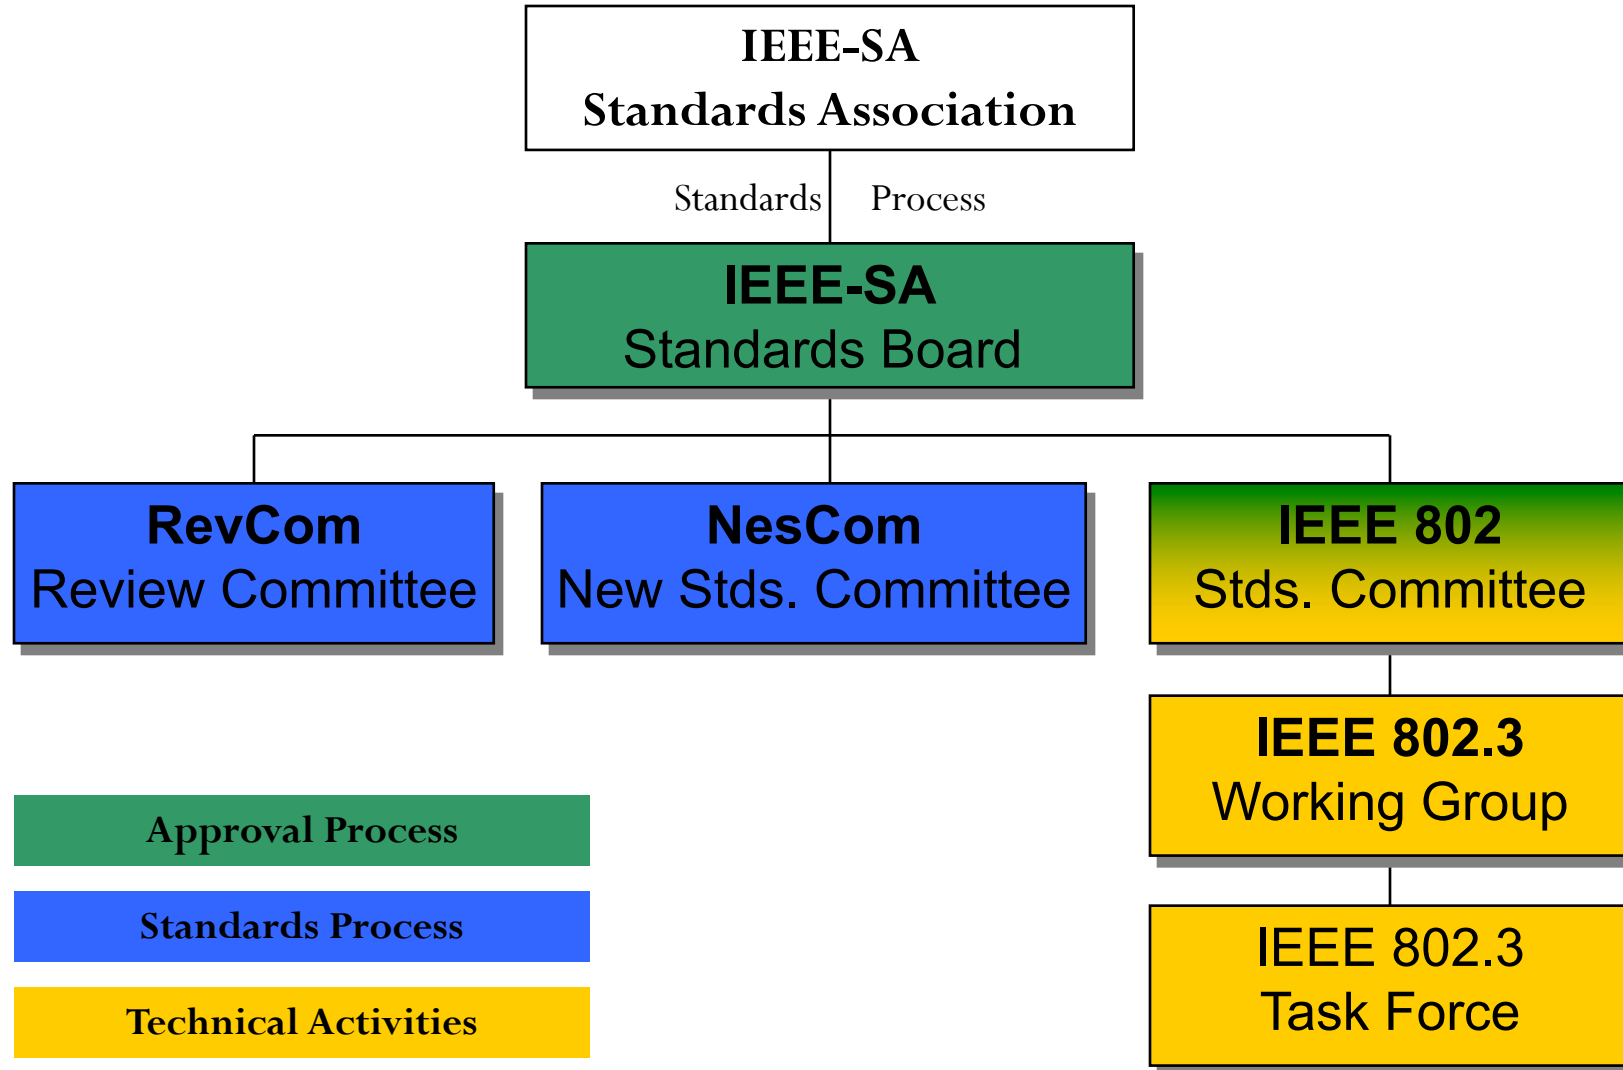 IEEE-SA
Standards Association
Standards Process
IEEE-SA
Standards Board
RevCom
Review Committee
NesCom
New Stds. Committee
IEEE 802
Stds. Committee
IEEE 802.3
Working Group
IEEE 802.3
Task Force
Approval Process
Standards Process
Technical Activities